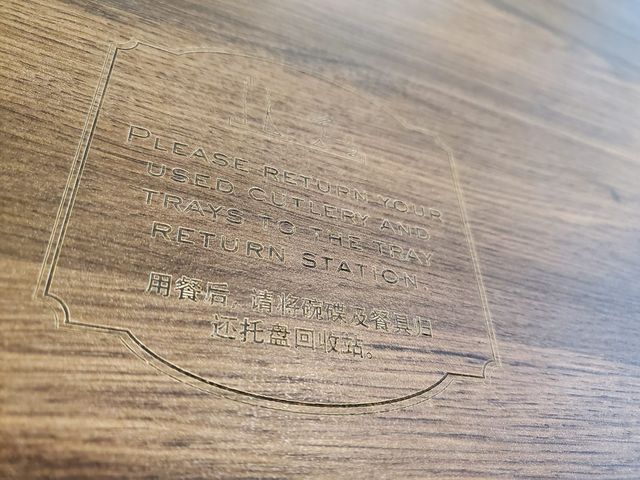 Please return your
used cutlery and
trays to the tray
return station.
用餐后，请将碗碟及餐具归
还托盘回收站。